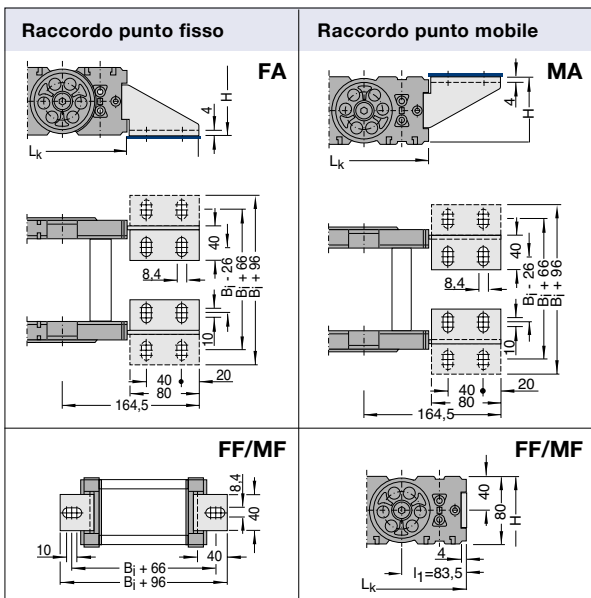 Raccordo punto fisso
Raccordo punto mobile
FA
4
H
Lk
MA
4
H
Lk
40
8,4
Bi - 26
Bi + 66
Bi + 96
10
40
20
80
164,5
40
8,4
Bi - 26
Bi + 66
Bi + 96
10
40
20
80
164,5
FF/MF
8,4
40
10
40
Bi + 66
Bi + 96
FF/MF
40
80
H
4
l1=83,5
Lk